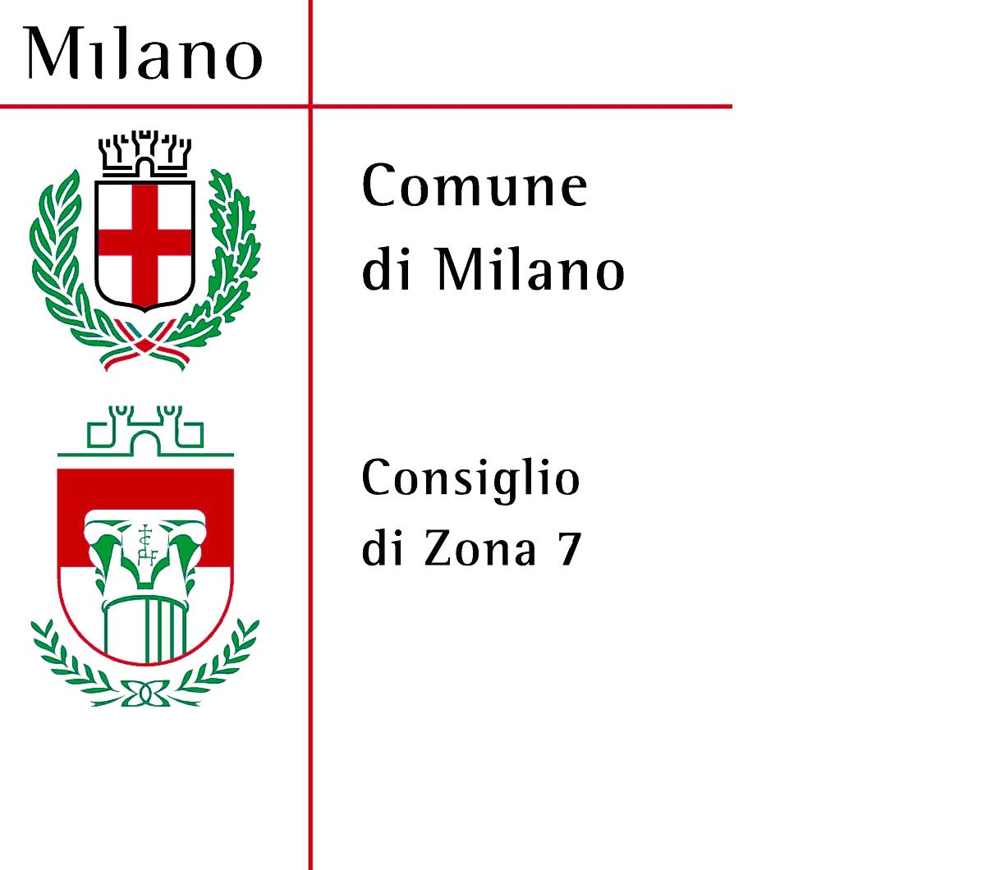 Milano
Comune
di Milano
Consiglio
di Zona 7